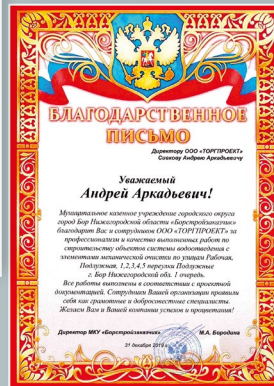 БЛАГОДАРСТВЕННОЕ
ПИСЬМО
Директору ООО «ТОРГПРОЕКТ»
Сивкову Андрею Аркадьевичу
Уважаемый
Андрей Аркадьевич!
Муниципальное казенное учреждение городского округа
город Бор Нижегородской области «Борстройзаказчик»
благодарит Вас и сотрудников ООО «ТОРГПРОЕКТ» за
профессионализм и качество выполненных работ по
строительству объектов системы водоотведения с
элементами механической очистки по улицам Рабочая,
Подлужная, 1,2,3,4,5 переулки Подлужные
г. Бор Нижегородской обл. 1 очередь.
Все работы выполнены в соответствии с проектной
документацией. Сотрудники Вашей организации проявили
себя как грамотные и добросовестные специалисты.
Желаем Вам и Вашей компании успехов и процветания!
Директор МКУ «Борстройзаказчик» М.А. Бородина
31 декабря 2019